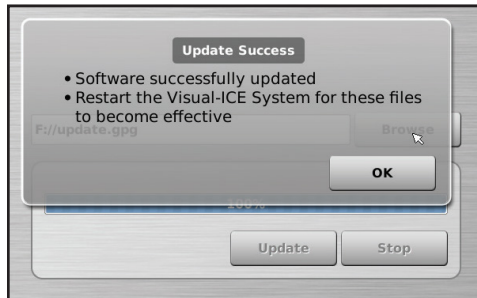 Update Success
• Software successfully updated
• Restart the Visual-ICE System for these files
to become effective
F://update.gpg
Browse
OK
100%
Update
Stop